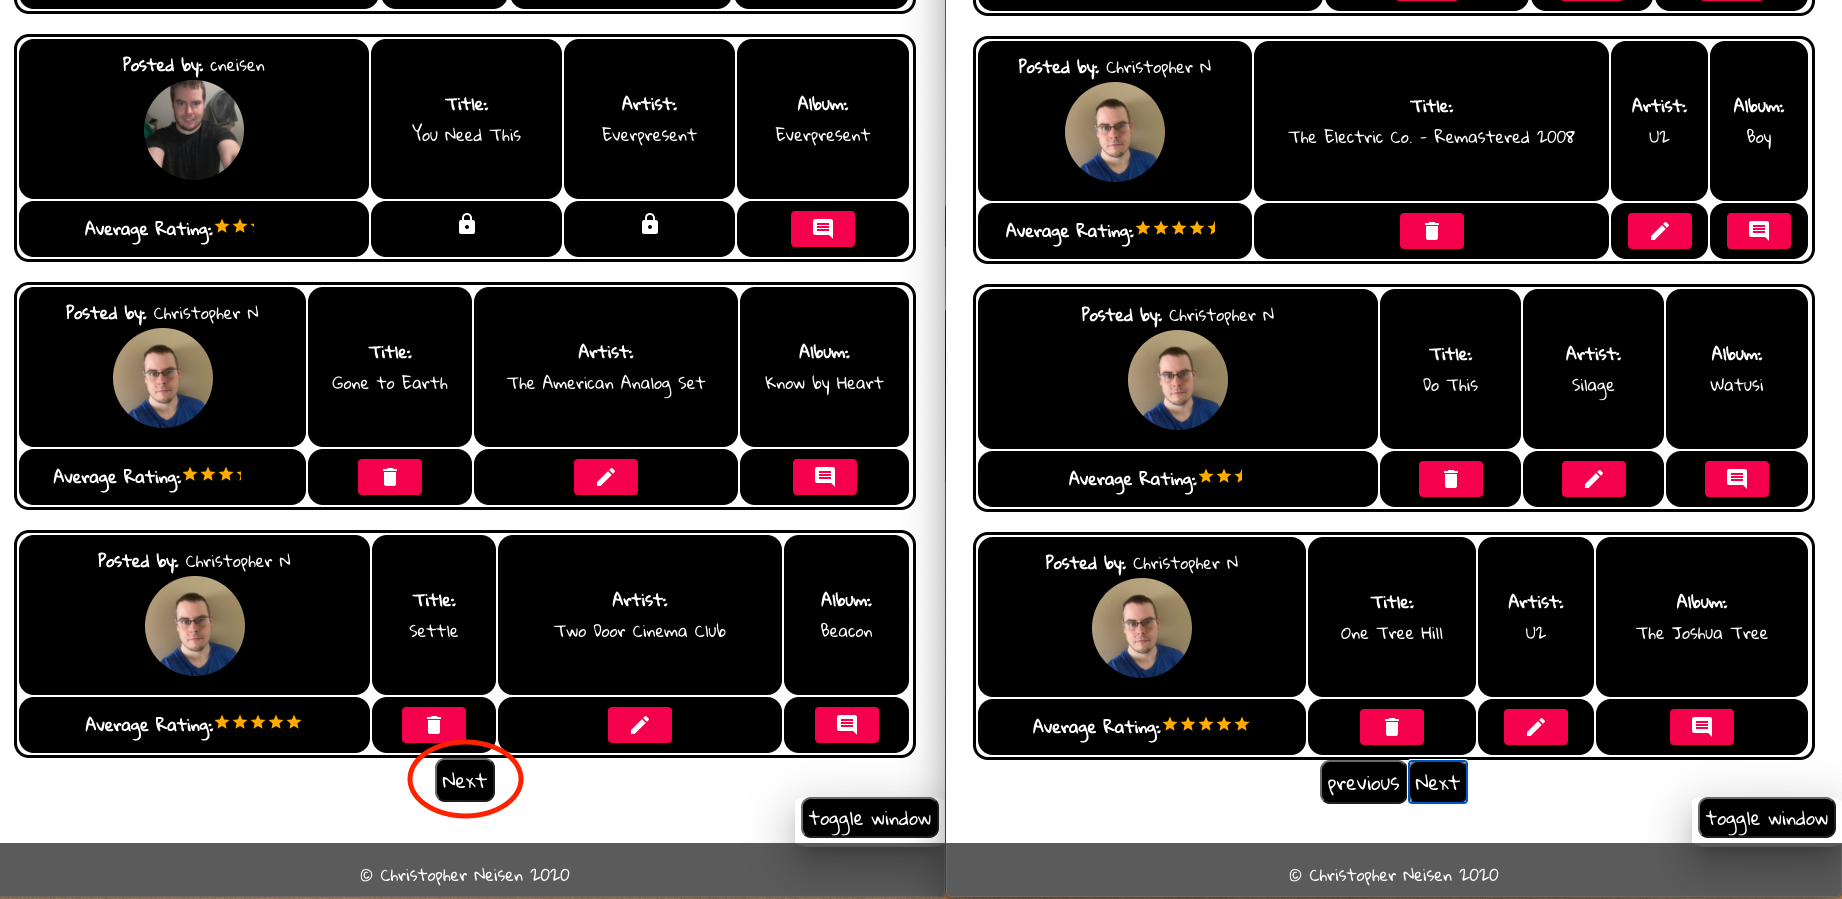 Posted by: cneisen
Title:
You Need This
Artist:
Everpresent
Album:
Everpresent
Average Rating:
Posted by: Christopher N
Title:
Gone to Earth
Artist:
The American Analog Set
Album:
Know by Heart
Average Rating:
Posted by: Christopher N
Title:
Settle
Artist:
Two Door Cinema Club
Album:
Beacon
Average Rating:
Next
toggle window
© Christopher Neisen 2020
Posted by: Christopher N
Title:
The Electric Co. - Remastered 2008
Artist:
U2
Album:
Boy
Average Rating:
Posted by: Christopher N
Title:
Do This
Artist:
Silage
Album:
Watusi
Average Rating:
Posted by: Christopher N
Title:
One Tree Hill
Artist:
U2
Album:
The Joshua Tree
Average Rating:
previous Next
toggle window
© Christopher Neisen 2020